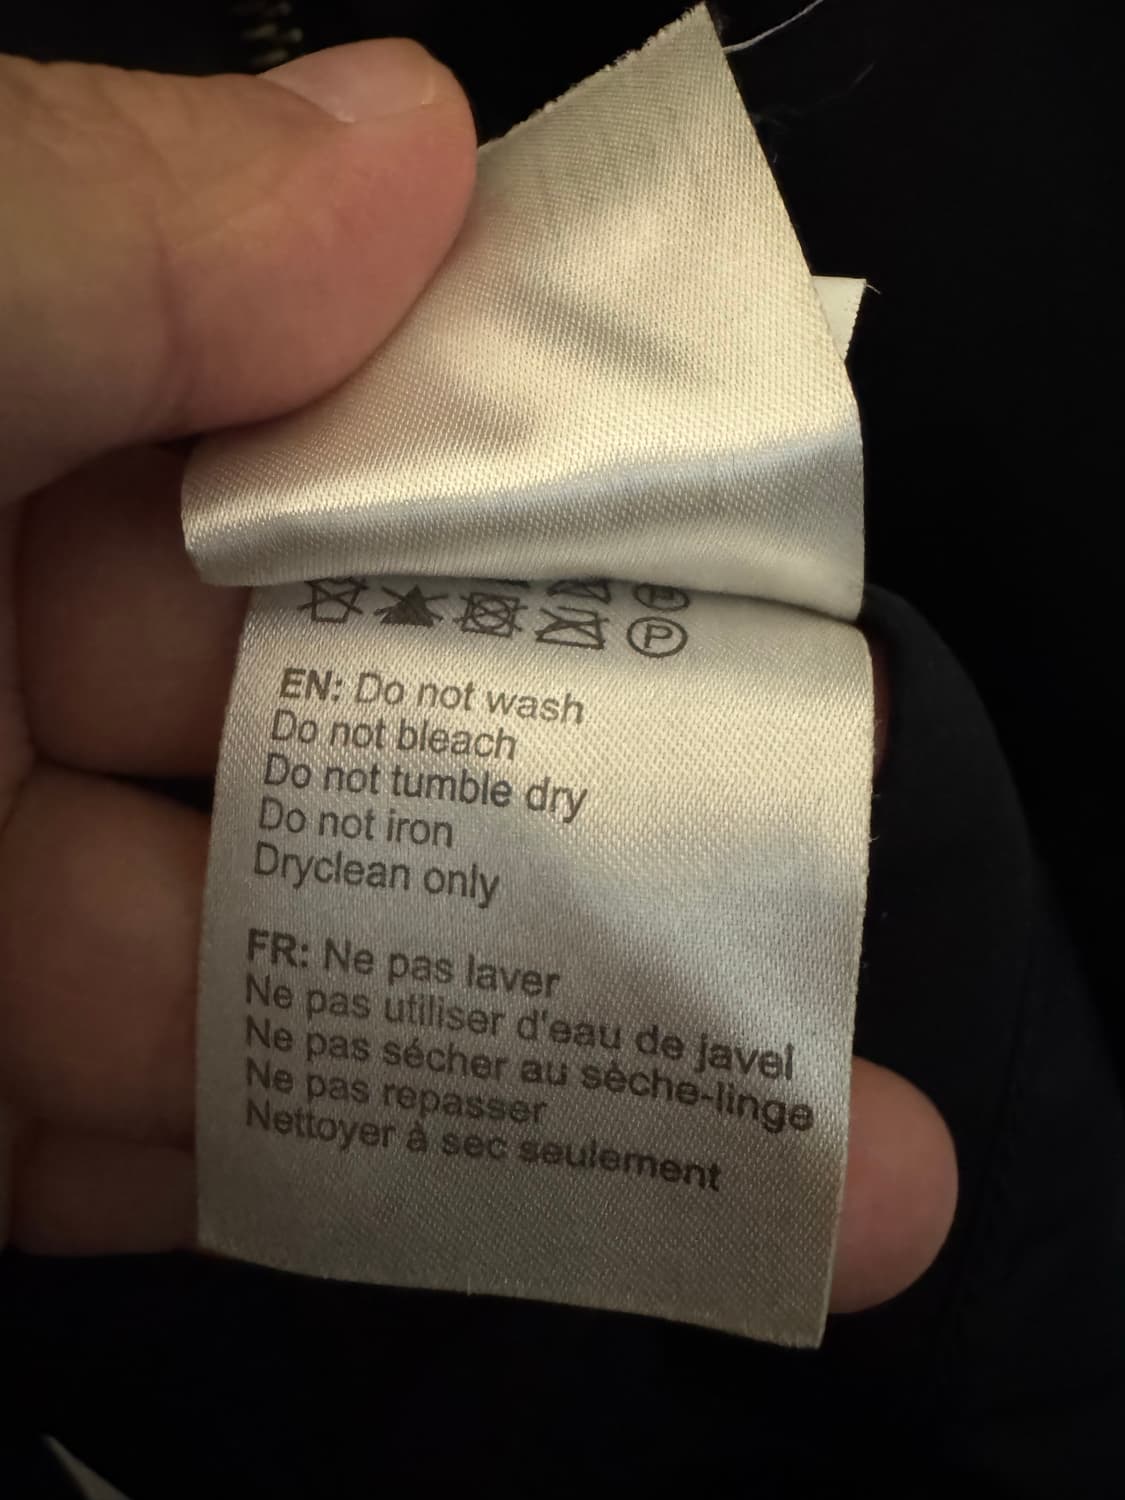 P
EN: Do not wash
Do not bleach
Do not tumble dry
Do not iron
Dryclean only
FR: Ne pas laver
Ne pas utiliser d'eau de javel
Ne pas sécher au sèche-linge
Ne pas repasser
Nettoyer à sec seulement